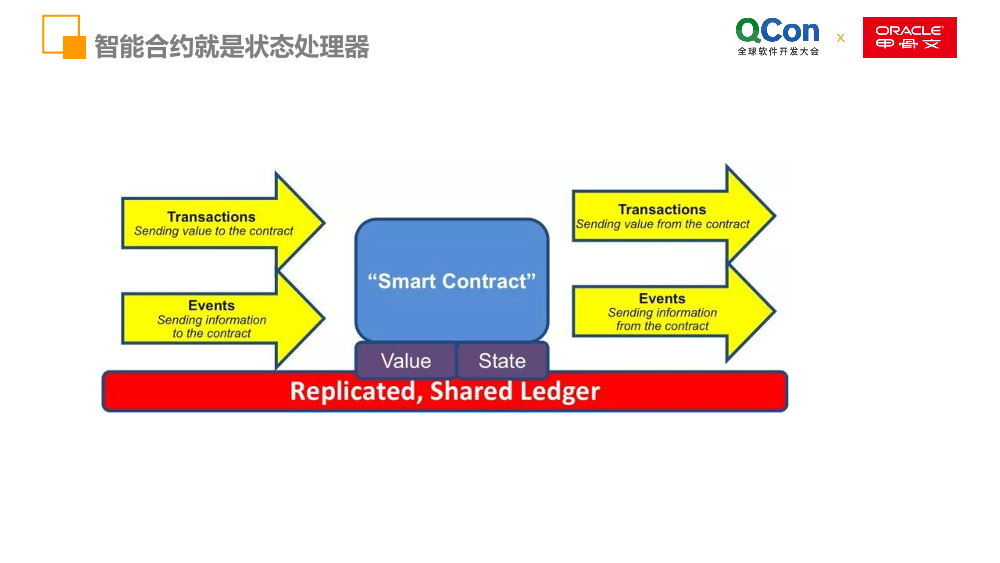 智能合约就是状态处理器
QCon
全球软件开发大会
x
ORACLE
甲骨文
Transactions
Sending value to the contract
Events
Sending information
to the contract
“Smart Contract”
Value
State
Transactions
Sending value from the contract
Events
Sending information
from the contract
Replicated, Shared Ledger